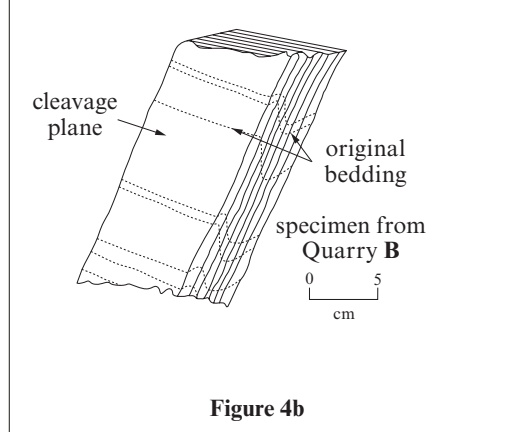 cleavage
plane
original
bedding
specimen from
Quarry B
0 5
cm
Figure 4b